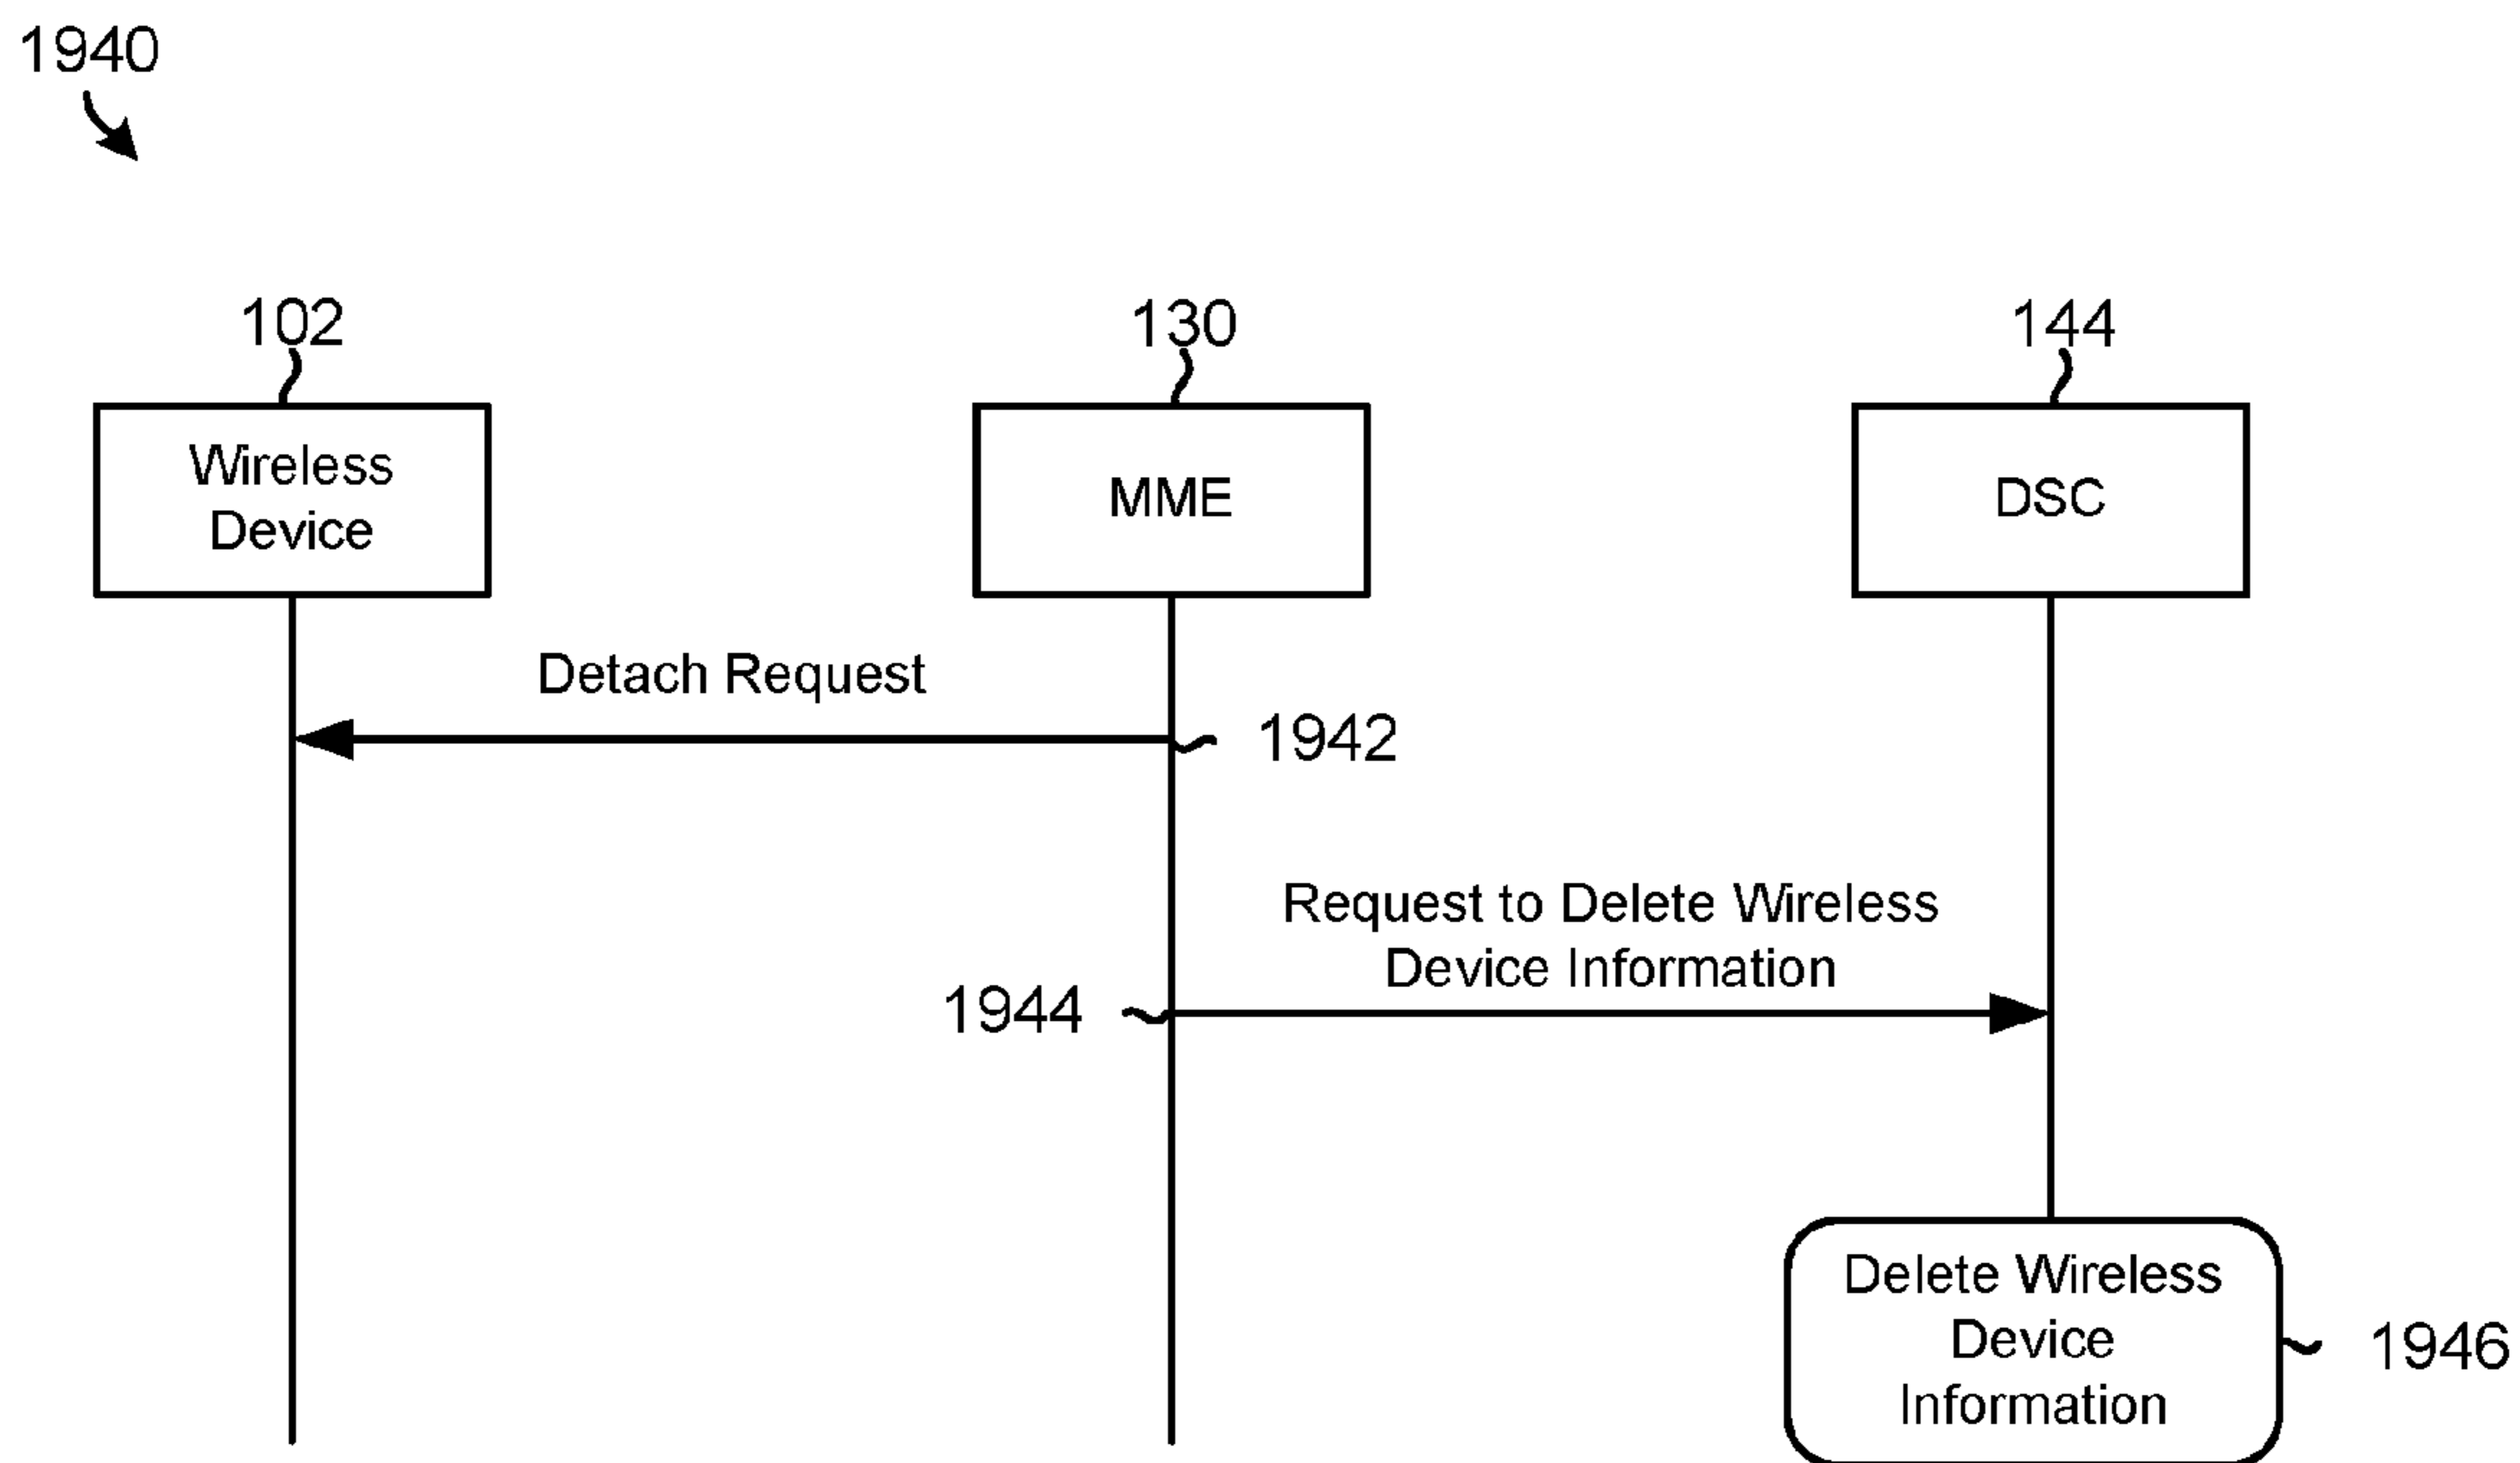 1940
102
130
144
Wireless
Device
MME
DSC
Detach Request
1942
Request to Delete Wireless
Device Information
1944
Delete Wireless
Device
Information
1946